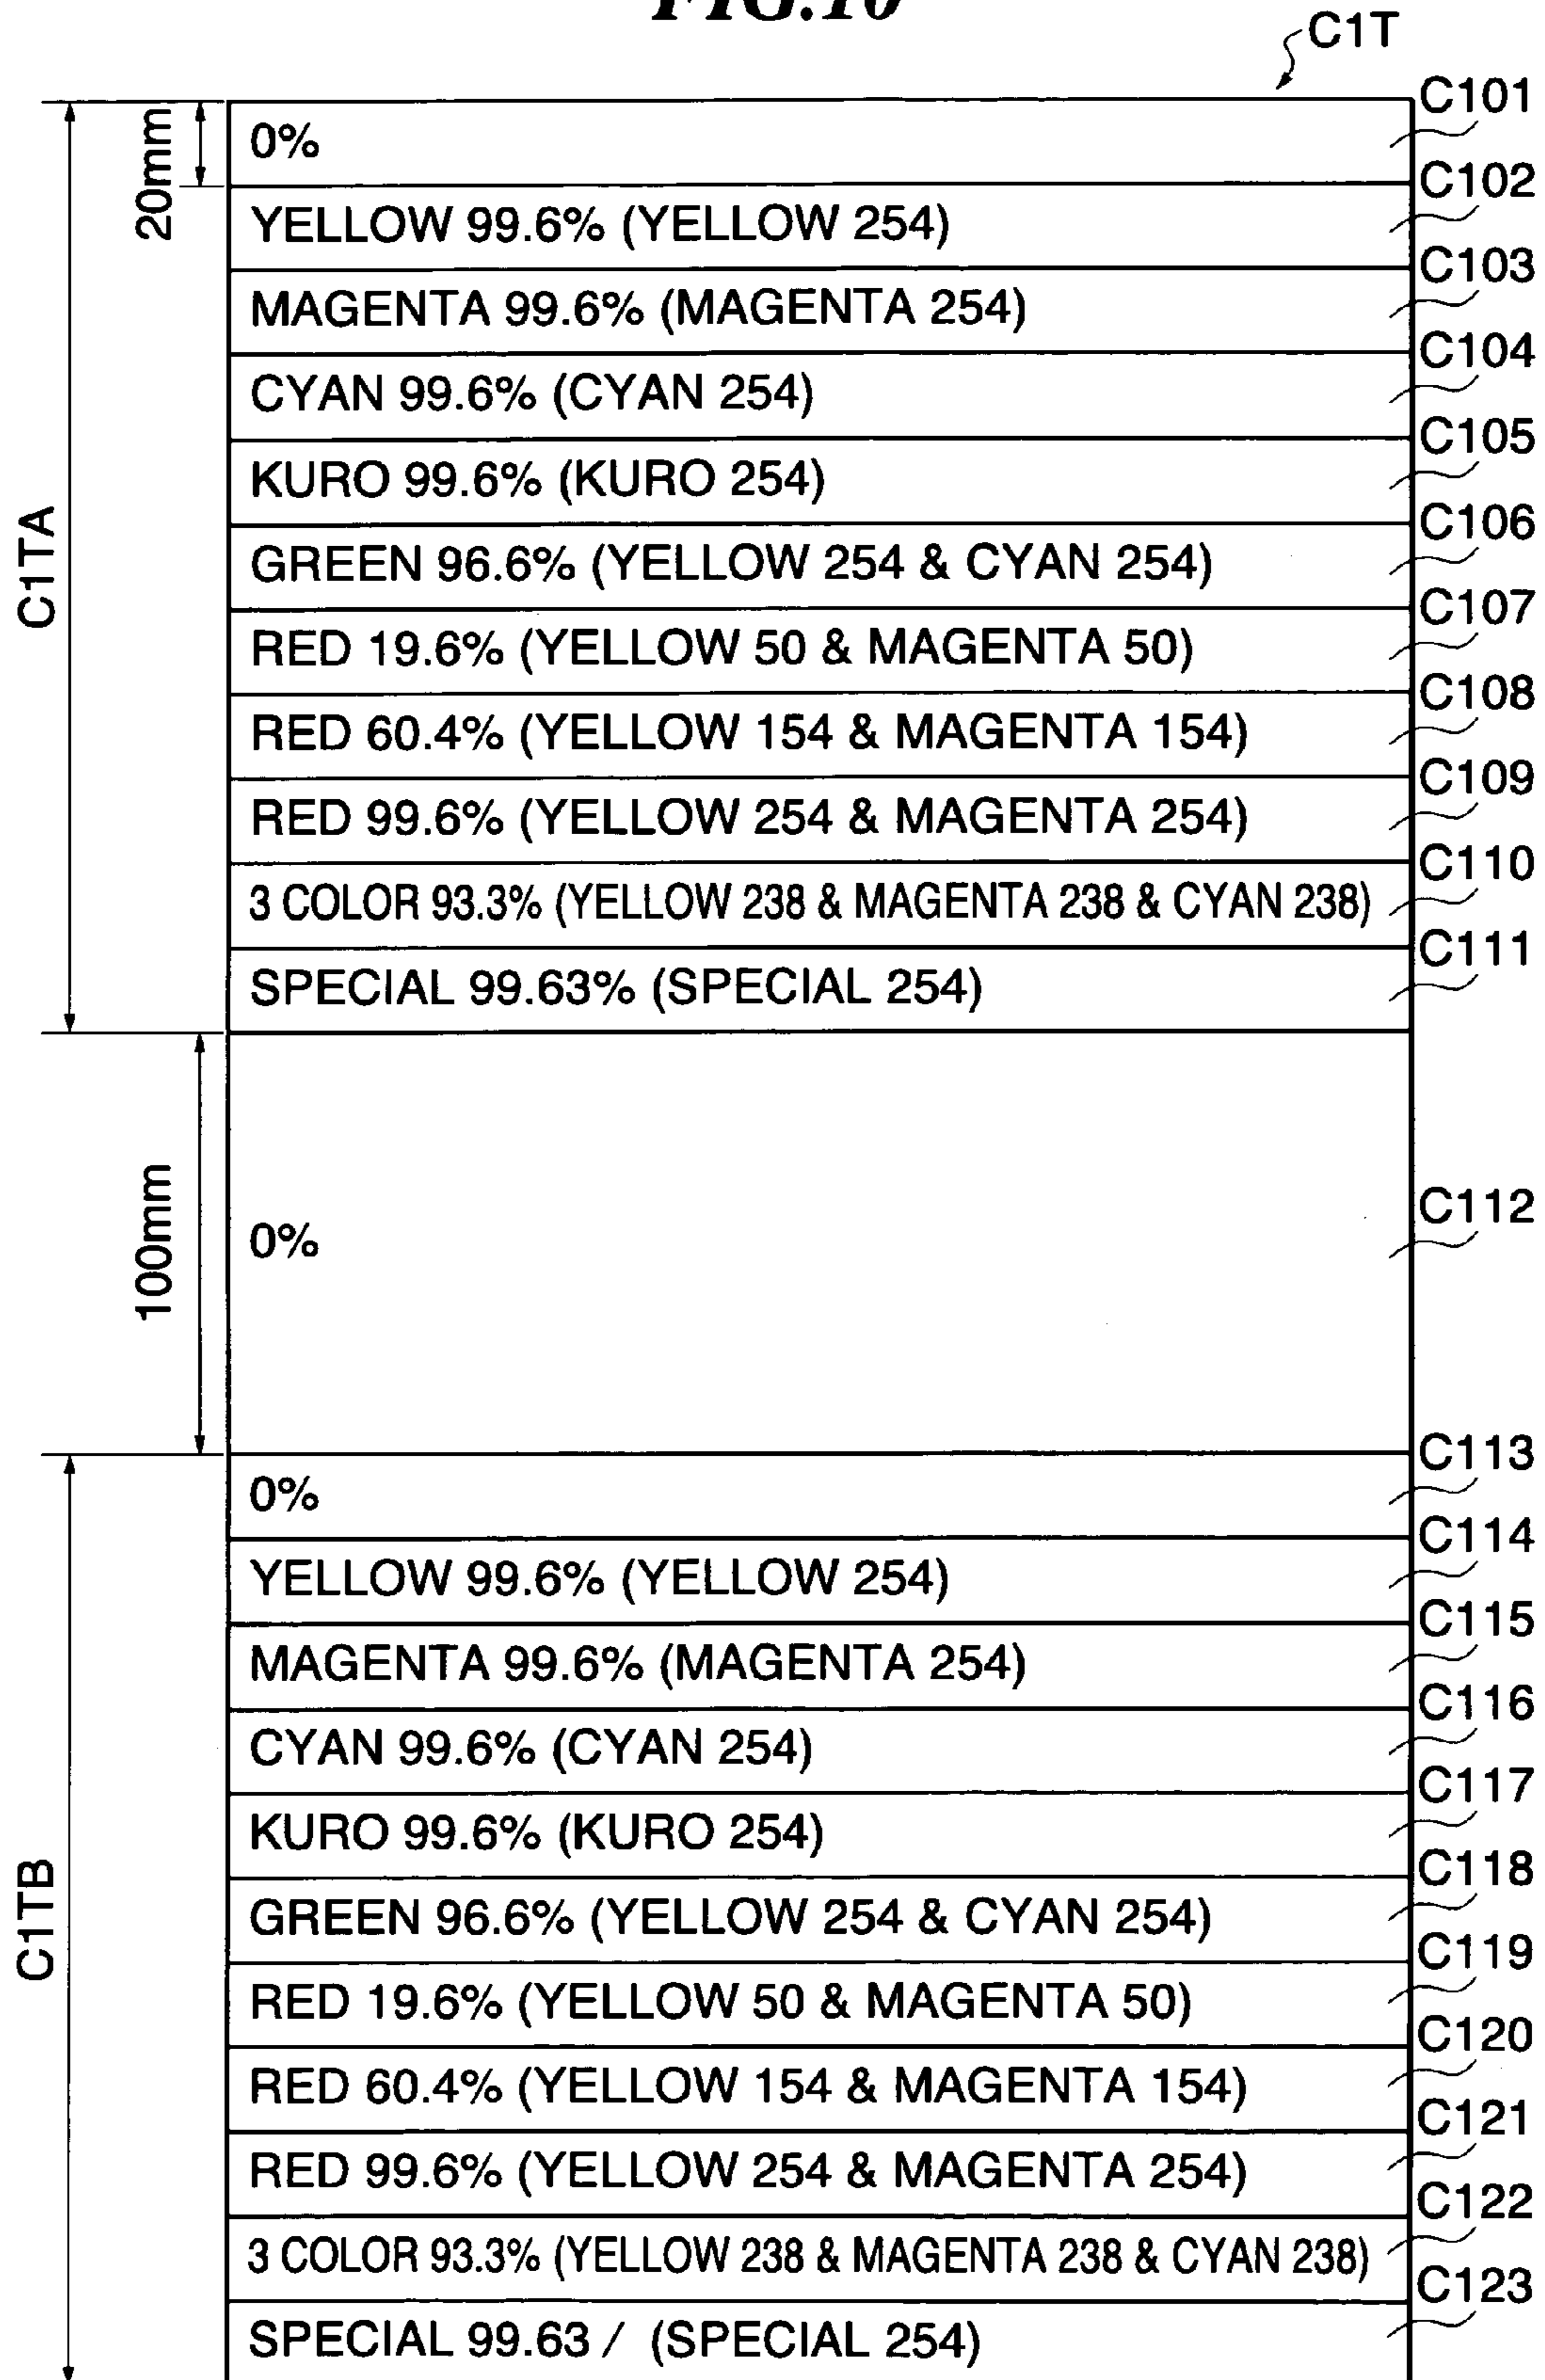 FIG.10
C1T
C101
20mm
0%
C102
YELLOW 99.6% (YELLOW 254)
C103
MAGENTA 99.6% (MAGENTA 254)
C104
CYAN 99.6% (CYAN 254)
C105
KURO 99.6% (KURO 254)
C106
GREEN 96.6% (YELLOW 254 & CYAN 254)
C1TA
C107
RED 19.6% (YELLOW 50 & MAGENTA 50)
C108
RED 60.4% (YELLOW 154 & MAGENTA 154)
C109
RED 99.6% (YELLOW 254 & MAGENTA 254)
C110
3 COLOR 93.3% (YELLOW 238 & MAGENTA 238 & CYAN 238)
C111
SPECIAL 99.63% (SPECIAL 254)
100mm
0%
C112
C113
0%
C114
YELLOW 99.6% (YELLOW 254)
C115
MAGENTA 99.6% (MAGENTA 254)
C116
CYAN 99.6% (CYAN 254)
C117
KURO 99.6% (KURO 254)
C118
GREEN 96.6% (YELLOW 254 & CYAN 254)
C1TB
C119
RED 19.6% (YELLOW 50 & MAGENTA 50)
C120
RED 60.4% (YELLOW 154 & MAGENTA 154)
C121
RED 99.6% (YELLOW 254 & MAGENTA 254)
C122
3 COLOR 93.3% (YELLOW 238 & MAGENTA 238 & CYAN 238)
C123
SPECIAL 99.63 / (SPECIAL 254)